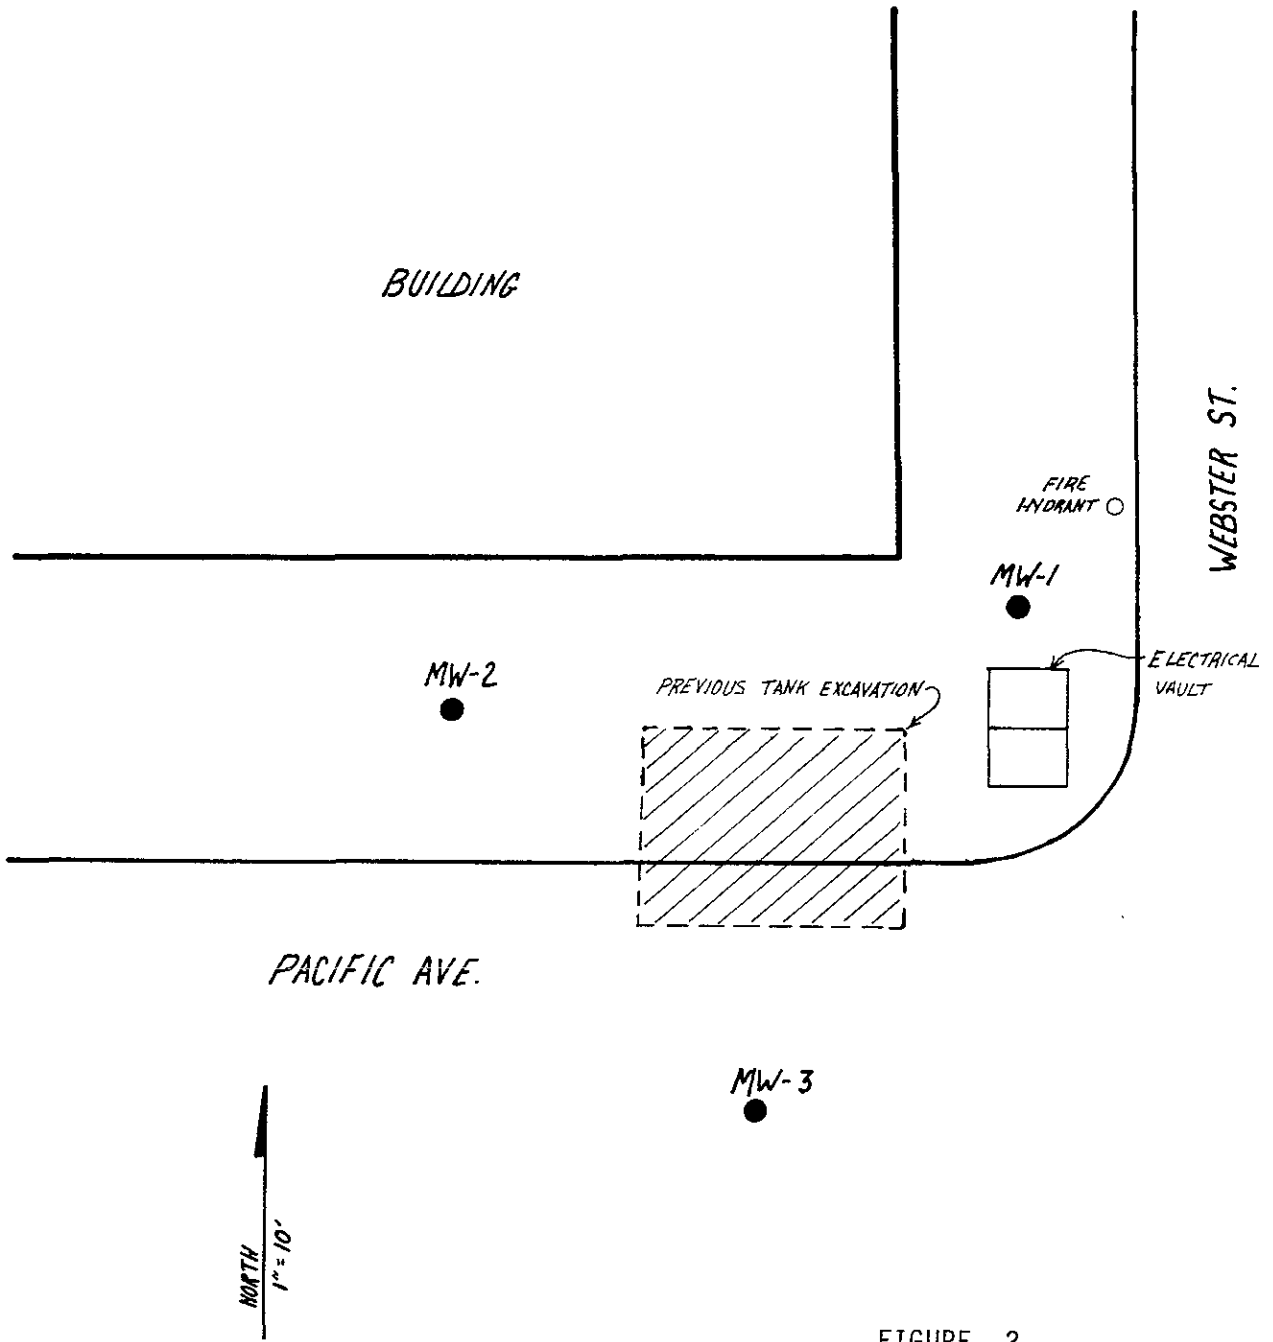 BUILDING
WEBSTER ST.
FIRE
HYDRANT
MW-1
ELECTRICAL
VAULT
MW-2
PREVIOUS TANK EXCAVATION
PACIFIC AVE.
MW-3
NORTH
1" = 10'
FIGURE 2